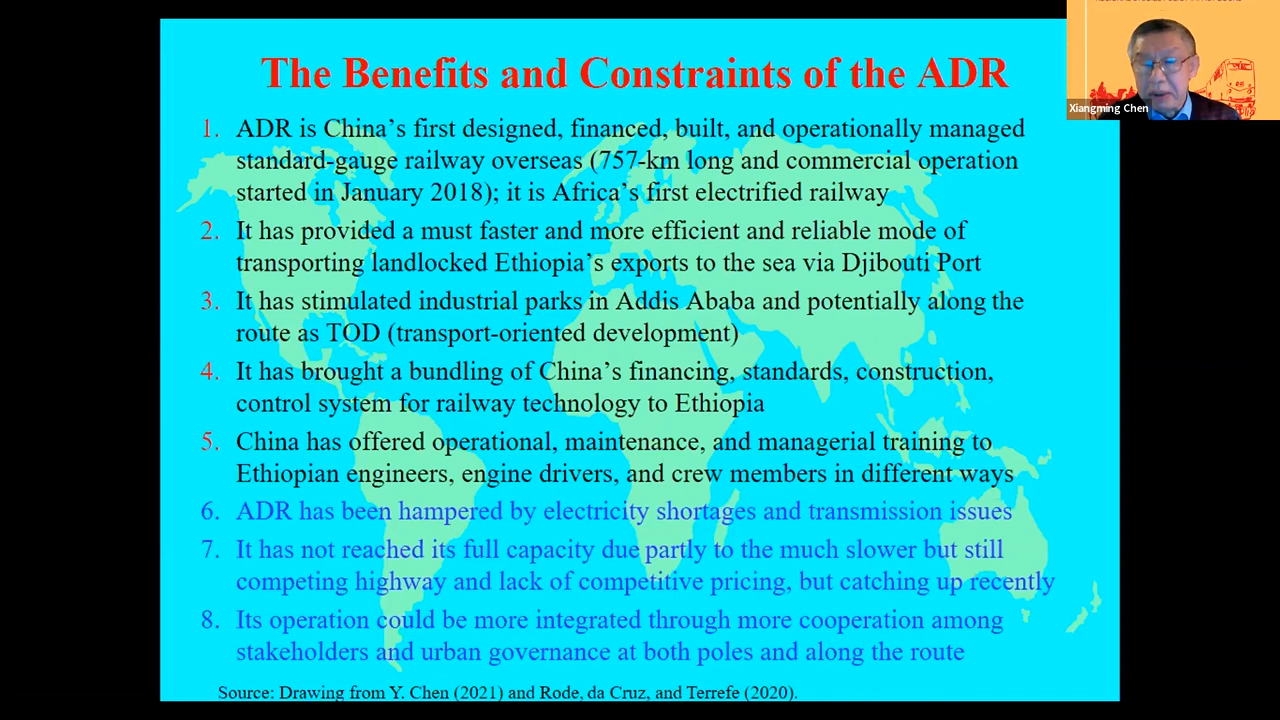 The Benefits and Constraints of the ADR
1. ADR is China's first designed, financed, built, and operationally managed
standard-gauge railway overseas (757-km long and commercial operation
started in January 2018); it is Africa's first electrified railway
2. It has provided a must faster and more efficient and reliable mode of
transporting landlocked Ethiopia's exports to the sea via Djibouti Port
3. It has stimulated industrial parks in Addis Ababa and potentially along the
route as TOD (transport-oriented development)
4. It has brought a bundling of China's financing, standards, construction,
control system for railway technology to Ethiopia
5. China has offered operational, maintenance, and managerial training to
Ethiopian engineers, engine drivers, and crew members in different ways
6. ADR has been hampered by electricity shortages and transmission issues
7. It has not reached its full capacity due partly to the much slower but still
competing highway and lack of competitive pricing, but catching up recently
8. Its operation could be more integrated through more cooperation among
stakeholders and urban governance at both poles and along the route
Source: Drawing from Y. Chen (2021) and Rode, da Cruz, and Terrefe (2020).
Xiangming Chen